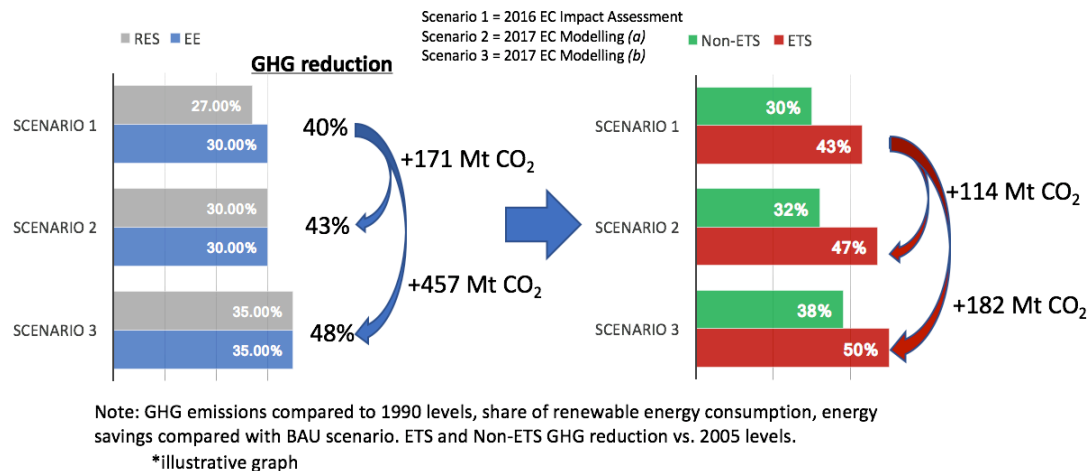 Scenario 1 = 2016 EC Impact Assessment
Scenario 2 = 2017 EC Modelling (a)
Scenario 3 = 2017 EC Modelling (b)
RES EE
GHG reduction
SCENARIO 1
27.00%
30.00%
40%
+171 Mt CO₂
SCENARIO 2
30.00%
30.00%
43%
+457 Mt CO₂
SCENARIO 3
35.00%
35.00%
48%
Non-ETS ETS
SCENARIO 1
30%
43%
+114 Mt CO₂
SCENARIO 2
32%
47%
+182 Mt CO₂
SCENARIO 3
38%
50%
Note: GHG emissions compared to 1990 levels, share of renewable energy consumption, energy
savings compared with BAU scenario. ETS and Non-ETS GHG reduction vs. 2005 levels.
*illustrative graph